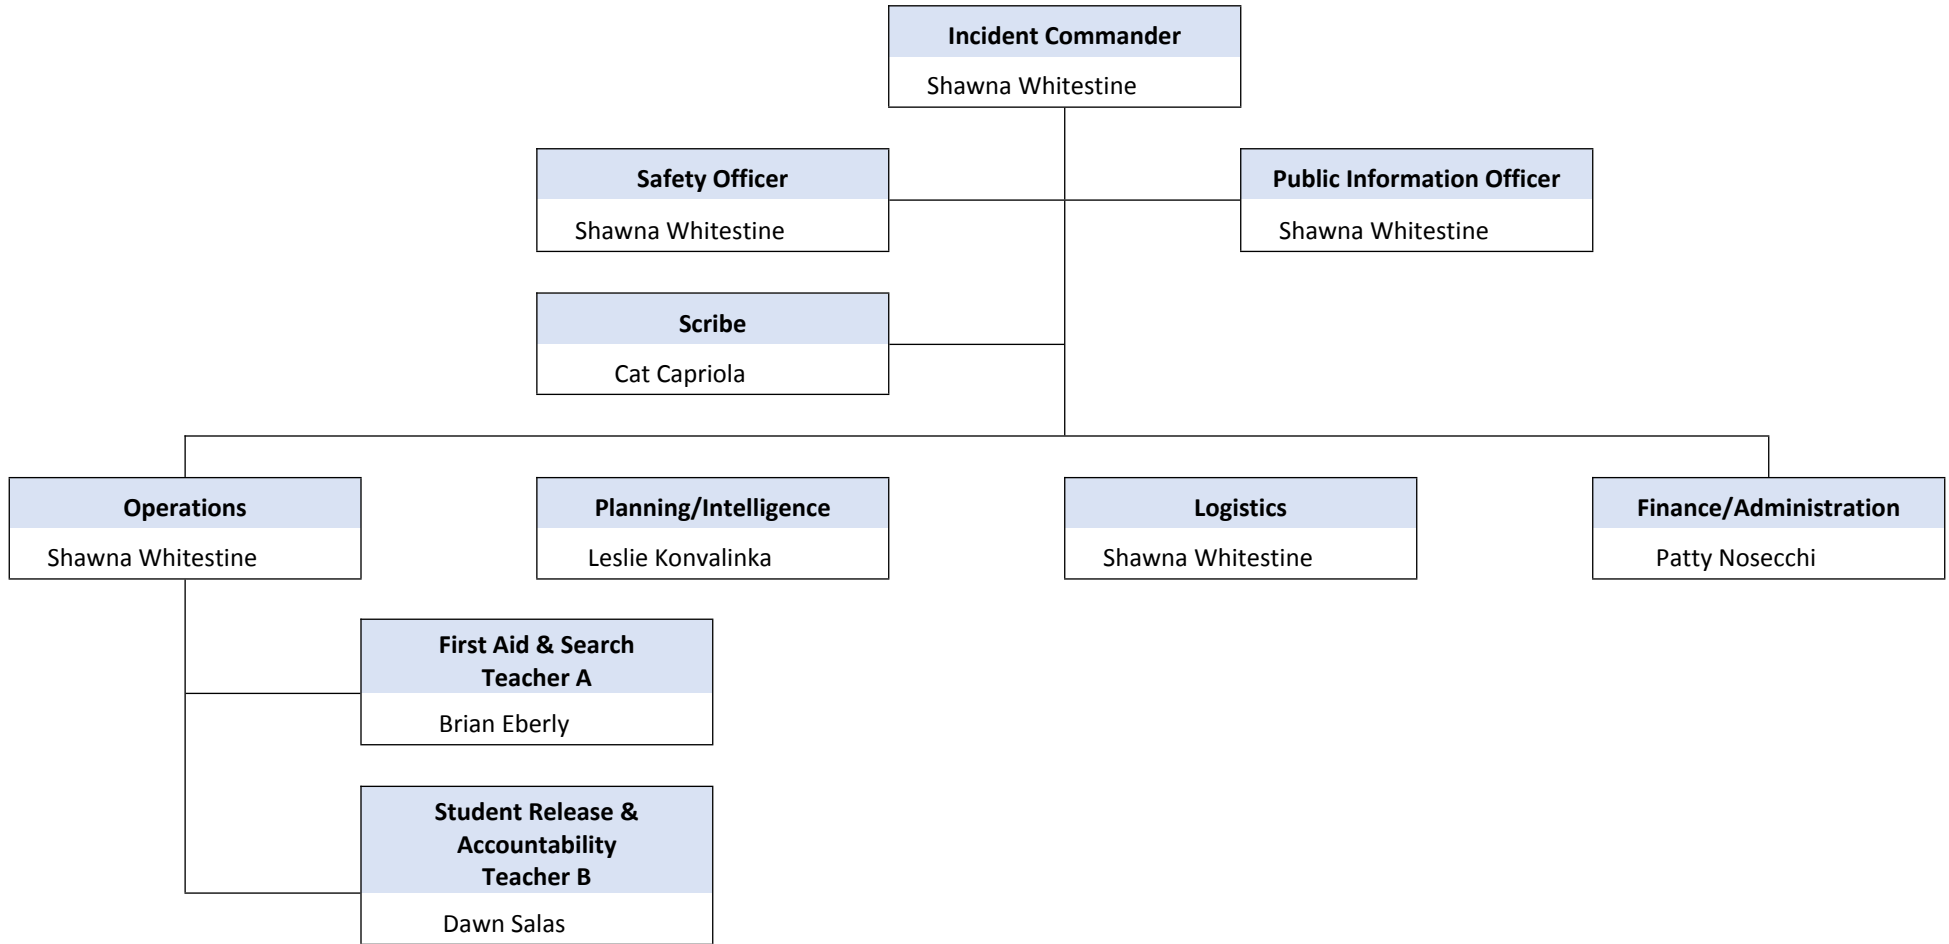 Incident Commander
Shawna Whitestine
Safety Officer
Shawna Whitestine
Public Information Officer
Shawna Whitestine
Scribe
Cat Capriola
Operations
Shawna Whitestine
Planning/Intelligence
Leslie Konvalinka
Logistics
Shawna Whitestine
Finance/Administration
Patty Nosecchi
First Aid & Search
Teacher A
Brian Eberly
Student Release &
Accountability
Teacher B
Dawn Salas